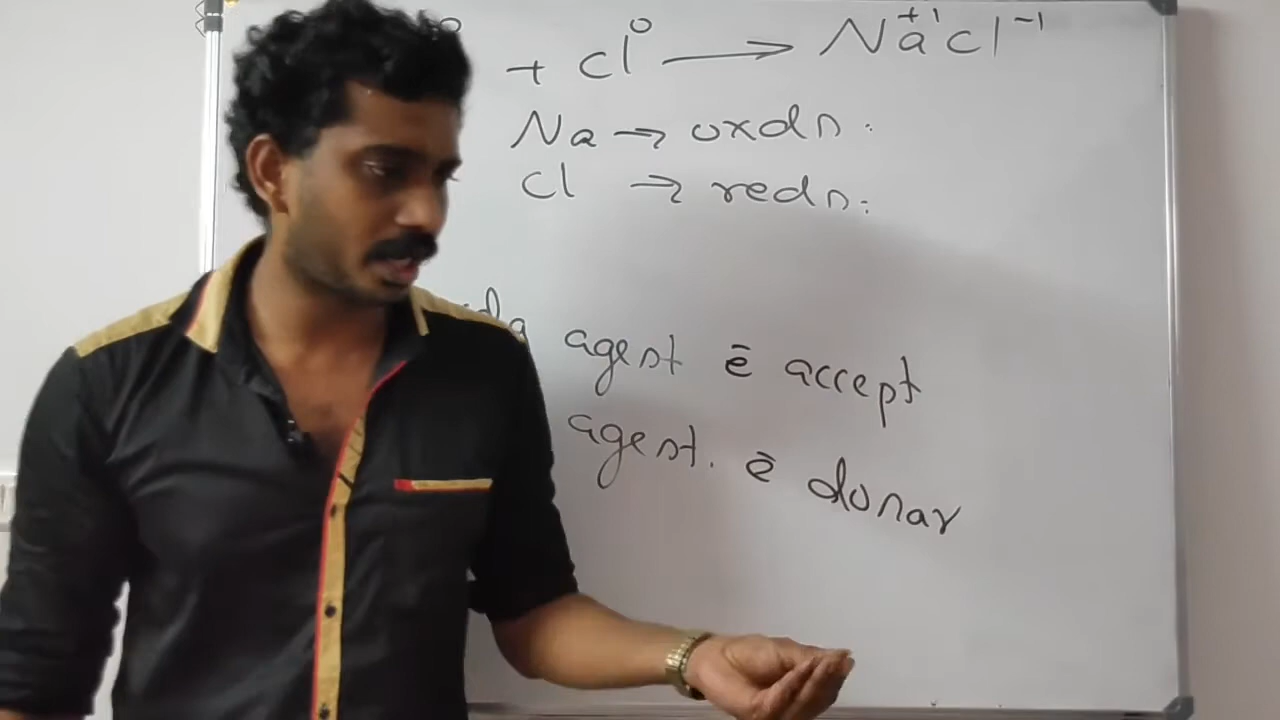 + Cl⁰ → Na⁺¹Cl⁻¹
Na → oxdn.
Cl → redn.
agent ē accept
agent. ē donar